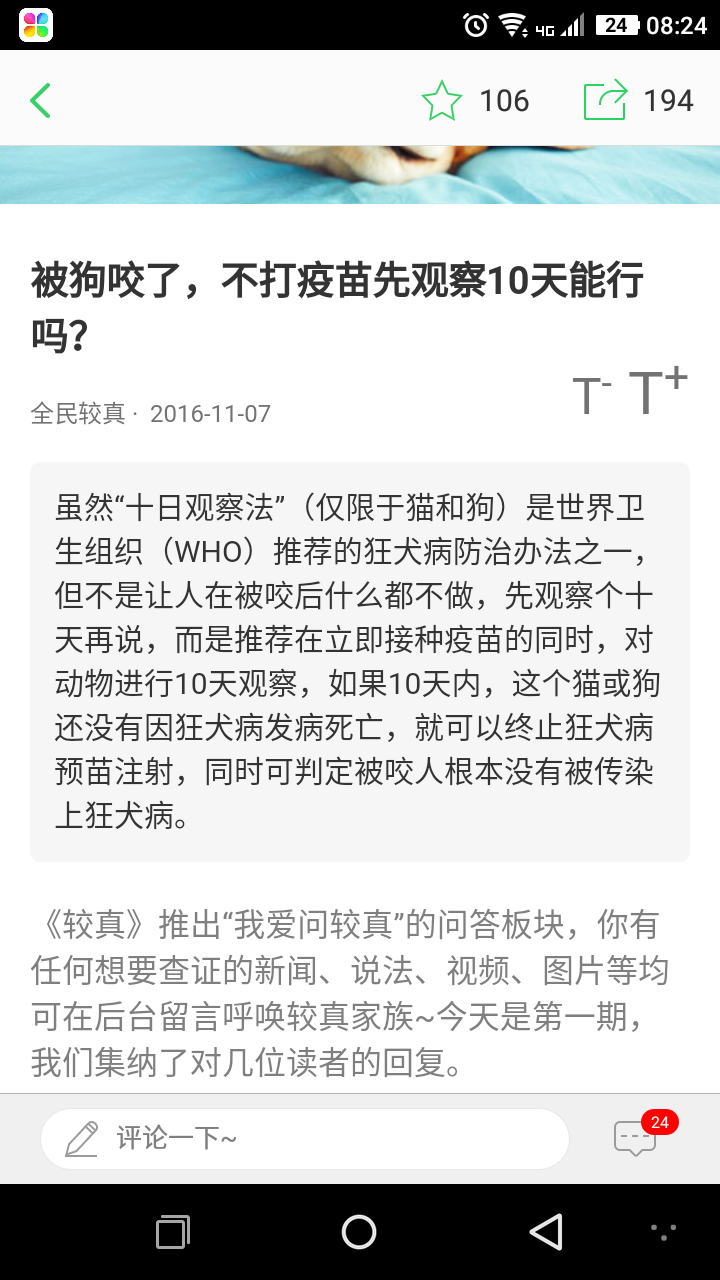 4G 24 08:24
106 194
被狗咬了，不打疫苗先观察10天能行
吗？
T- T+
全民较真 · 2016-11-07
虽然“十日观察法”（仅限于猫和狗）是世界卫
生组织（WHO）推荐的狂犬病防治办法之一，
但不是让人在被咬后什么都不做，先观察个十
天再说，而是推荐在立即接种疫苗的同时，对
动物进行10天观察，如果10天内，这个猫或狗
还没有因狂犬病发病死亡，就可以终止狂犬病
预苗注射，同时可判定被咬人根本没有被传染
上狂犬病。
《较真》推出“我爱问较真”的问答板块，你有
任何想要查证的新闻、说法、视频、图片等均
可在后台留言呼唤较真家族~今天是第一期，
我们集纳了对几位读者的回复。
评论一下~ 24